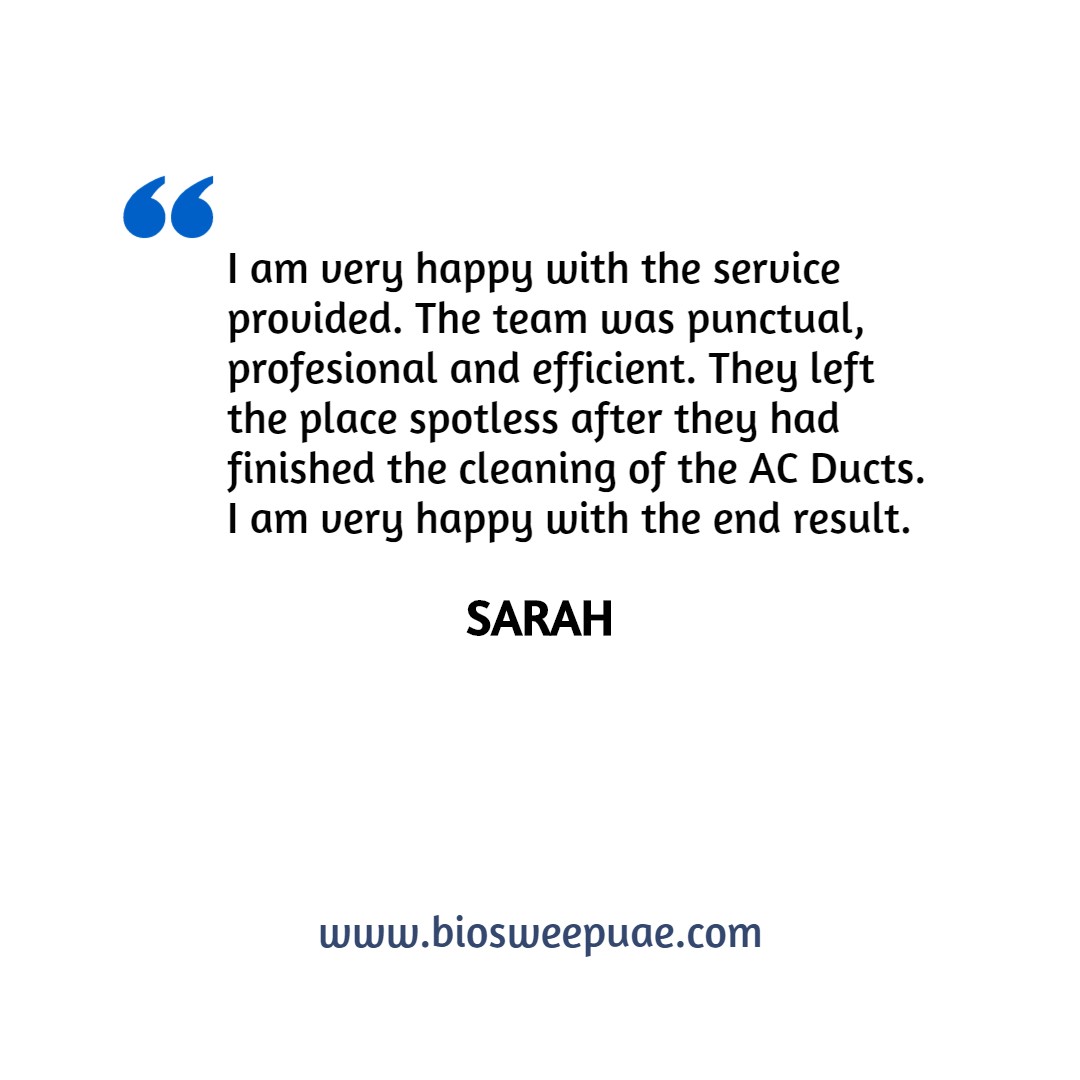 “
I am very happy with the service
provided. The team was punctual,
profesional and efficient. They left
the place spotless after they had
finished the cleaning of the AC Ducts.
I am very happy with the end result.
SARAH
www.biosweepuae.com